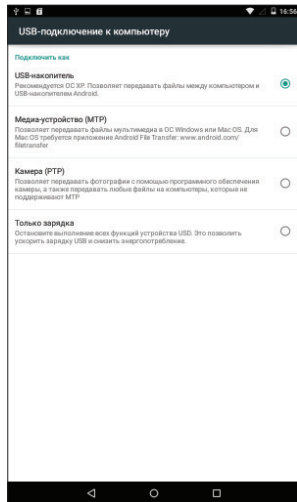 16:56
USB-подключение к компьютеру
Подключить как
USB-накопитель
Рекомендуется ОС XP. Позволяет передавать файлы между компьютером и
USB-накопителем Android.
Медиа-устройство (MTP)
Позволяет передавать файлы мультимедиа в ОС Windows или Mac OS. Для
Mac OS требуется приложение Android File Transfer: www.android.com/
filetransfer
Камера (PTP)
Позволяет передавать фотографии с помощью программного обеспечения
камеры, а также передавать любые файлы на компьютеры, которые не
поддерживают MTP
Только зарядка
Остановите выполнение всех функций устройства USD. Это позволить
ускорить зарядку USB и снизить энергопотребление.